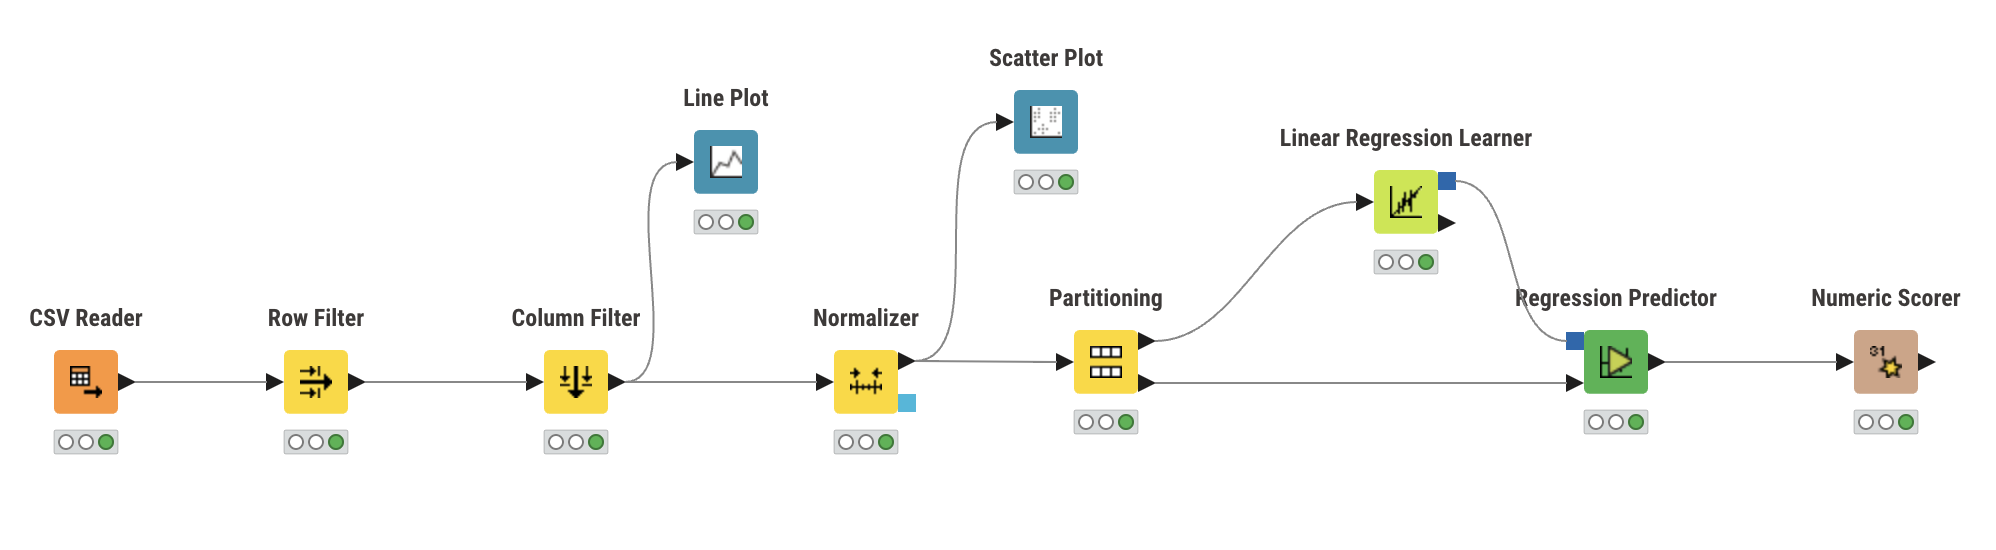 Scatter Plot
Line Plot
Linear Regression Learner
CSV Reader
Row Filter
Column Filter
Normalizer
Partitioning
Regression Predictor
Numeric Scorer
31